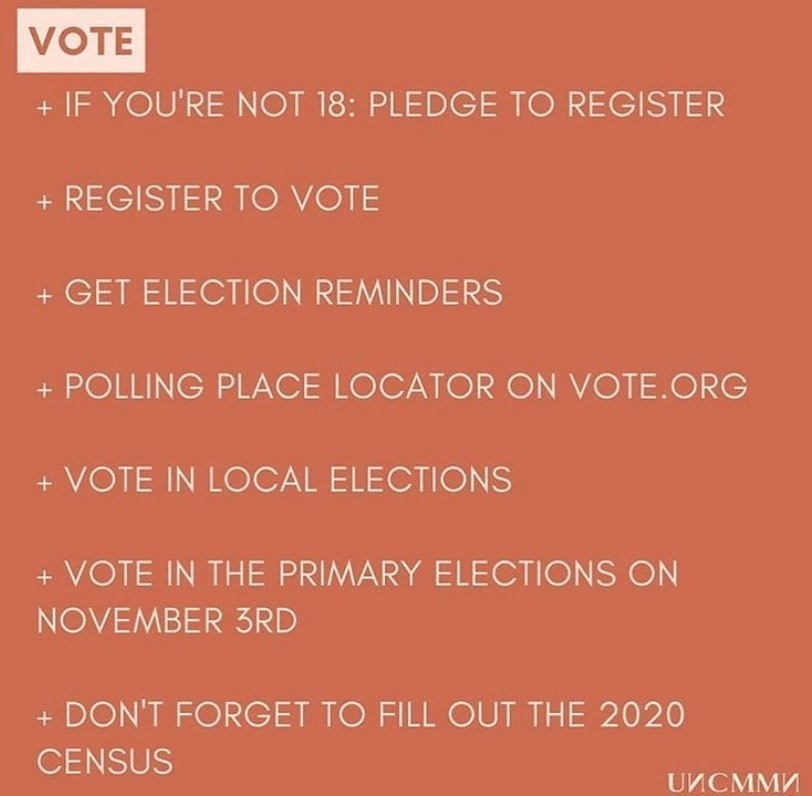 VOTE
+ IF YOU'RE NOT 18: PLEDGE TO REGISTER
+ REGISTER TO VOTE
+ GET ELECTION REMINDERS
+ POLLING PLACE LOCATOR ON VOTE.ORG
+ VOTE IN LOCAL ELECTIONS
+ VOTE IN THE PRIMARY ELECTIONS ON
NOVEMBER 3RD
+ DON'T FORGET TO FILL OUT THE 2020
CENSUS
UИCMMИ